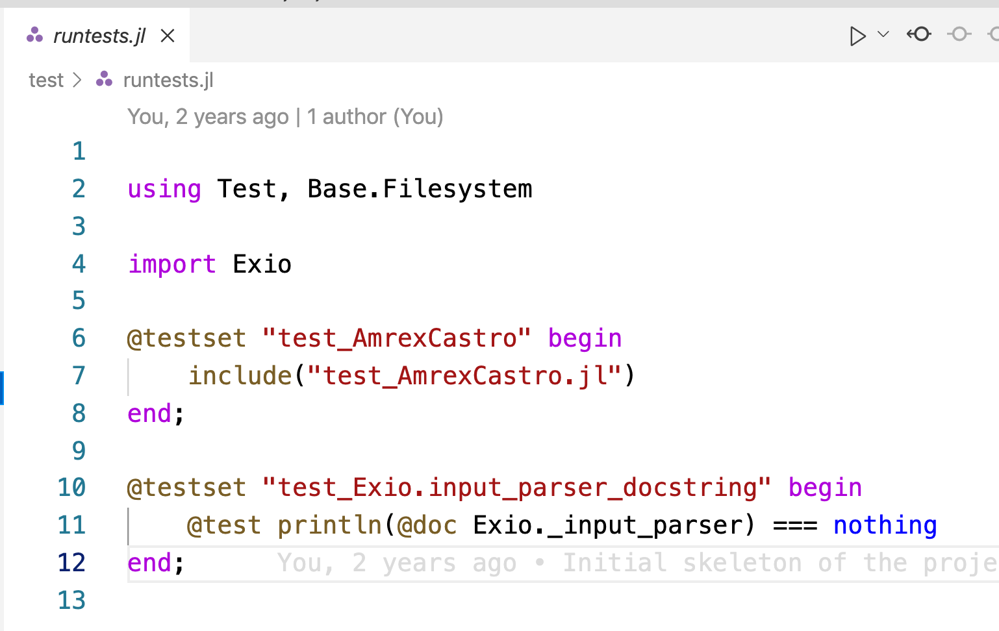 runtests.jl
test > runtests.jl
You, 2 years ago | 1 author (You)
1
2 using Test, Base.Filesystem
3
4 import Exio
5
6 @testset "test_AmrexCastro" begin
7     include("test_AmrexCastro.jl")
8 end;
9
10 @testset "test_Exio.input_parser_docstring" begin
11     @test println(@doc Exio._input_parser) === nothing
12 end; You, 2 years ago • Initial skeleton of the proje
13